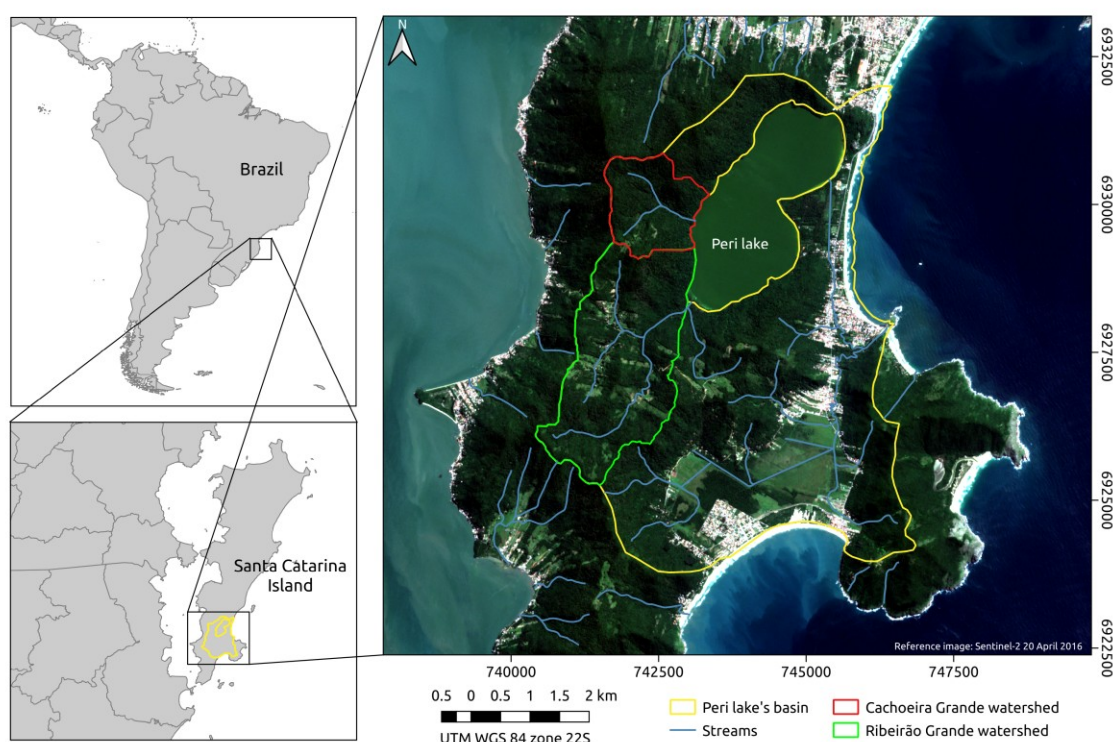 Brazil
Santa Catarina
Island
N
Peri lake
Reference image: Sentinel-2 20 April 2016
6932500
6930000
6927500
6925000
6922500
740000
742500
745000
747500
0.5 0 0.5 1 1.5 2 km
UTM WGS 84 zone 22S
Peri lake's basin
Streams
Cachoeira Grande watershed
Ribeirão Grande watershed